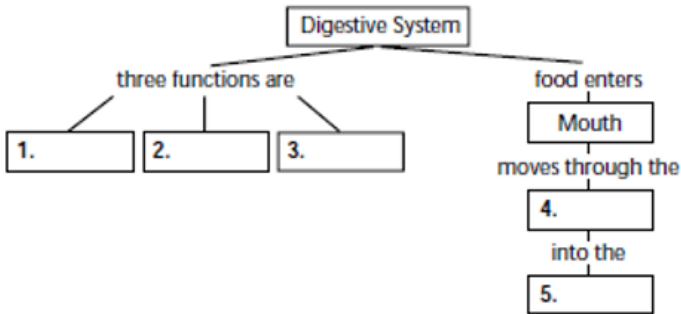 Digestive System
three functions are
food enters
1.
2.
3.
Mouth
moves through the
4.
into the
5.